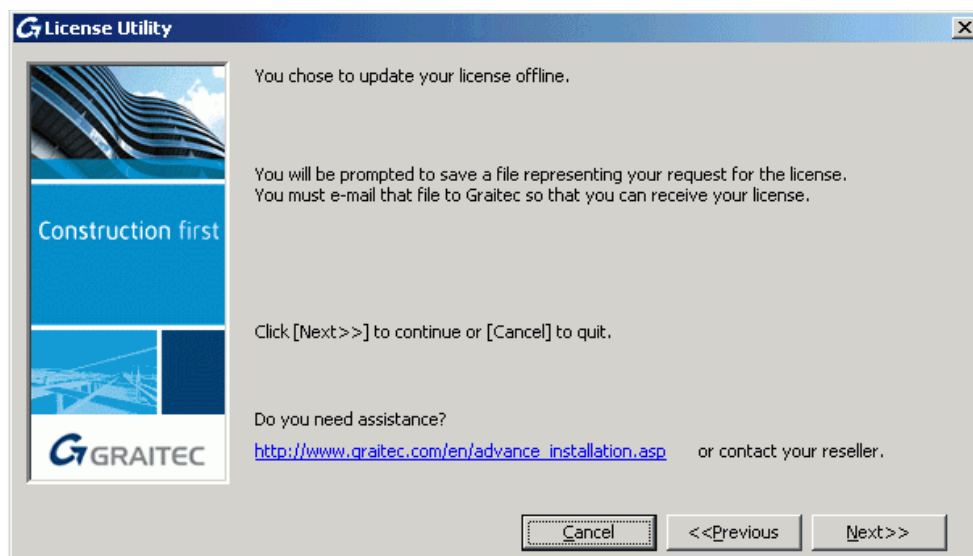 License Utility
You chose to update your license offline.
You will be prompted to save a file representing your request for the license.
You must e-mail that file to Graitec so that you can receive your license.
Construction first
Click [Next>>] to continue or [Cancel] to quit.
Do you need assistance?
http://www.graitec.com/en/advance_installation.asp or contact your reseller.
GRAITEC
Cancel <<Previous Next>>